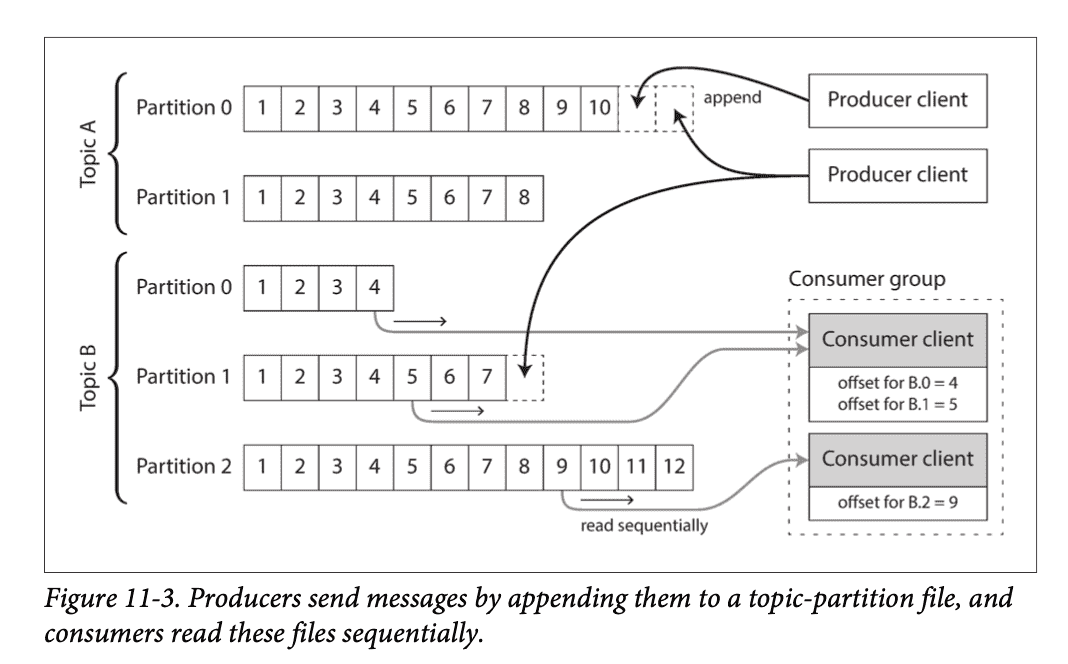 Topic A
Partition 0 1 2 3 4 5 6 7 8 9 10 append
Producer client
Partition 1 1 2 3 4 5 6 7 8
Producer client
Topic B
Partition 0 1 2 3 4
Partition 1 1 2 3 4 5 6 7
Partition 2 1 2 3 4 5 6 7 8 9 10 11 12
read sequentially
Consumer group
Consumer client
offset for B.0 = 4
offset for B.1 = 5
Consumer client
offset for B.2 = 9
Figure 11-3. Producers send messages by appending them to a topic-partition file, and
consumers read these files sequentially.